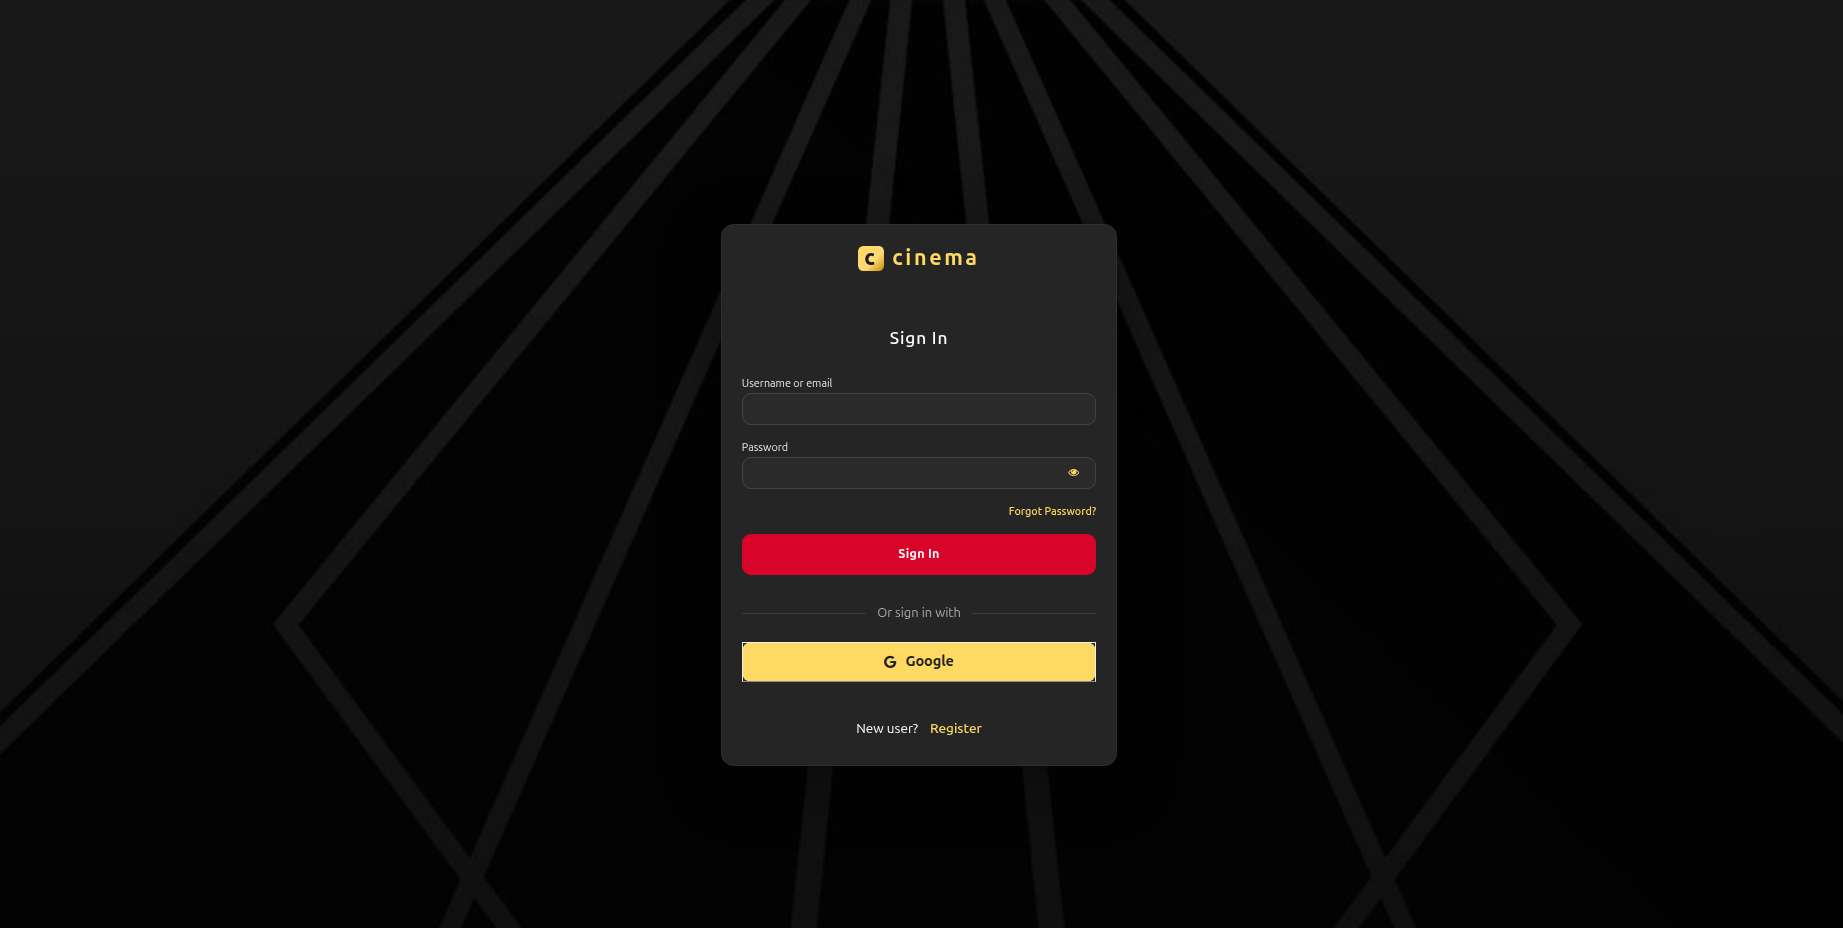 c cinema
Sign In
Username or email
Password
Forgot Password?
Sign In
Or sign in with
G Google
New user? Register